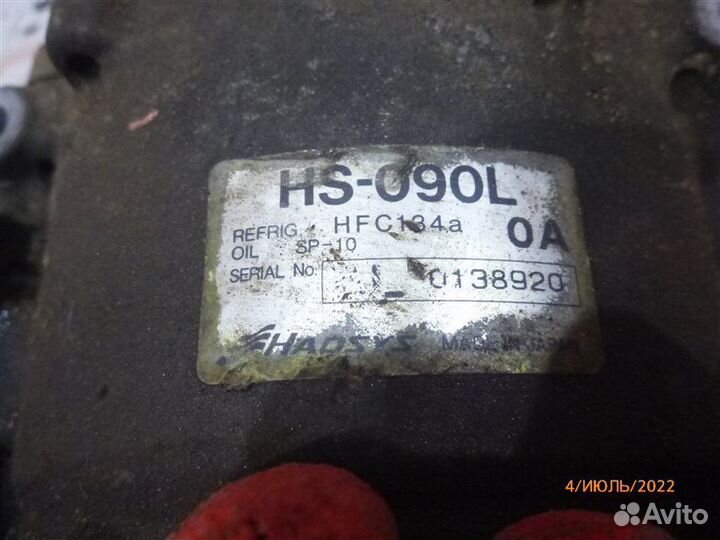 HS-090L
REFRIG. HFC134a 0A
OIL SP-10
SERIAL No. L 0138920
HADSYS MADE IN JAPAN
4/ИЮЛЬ/2022
Avito